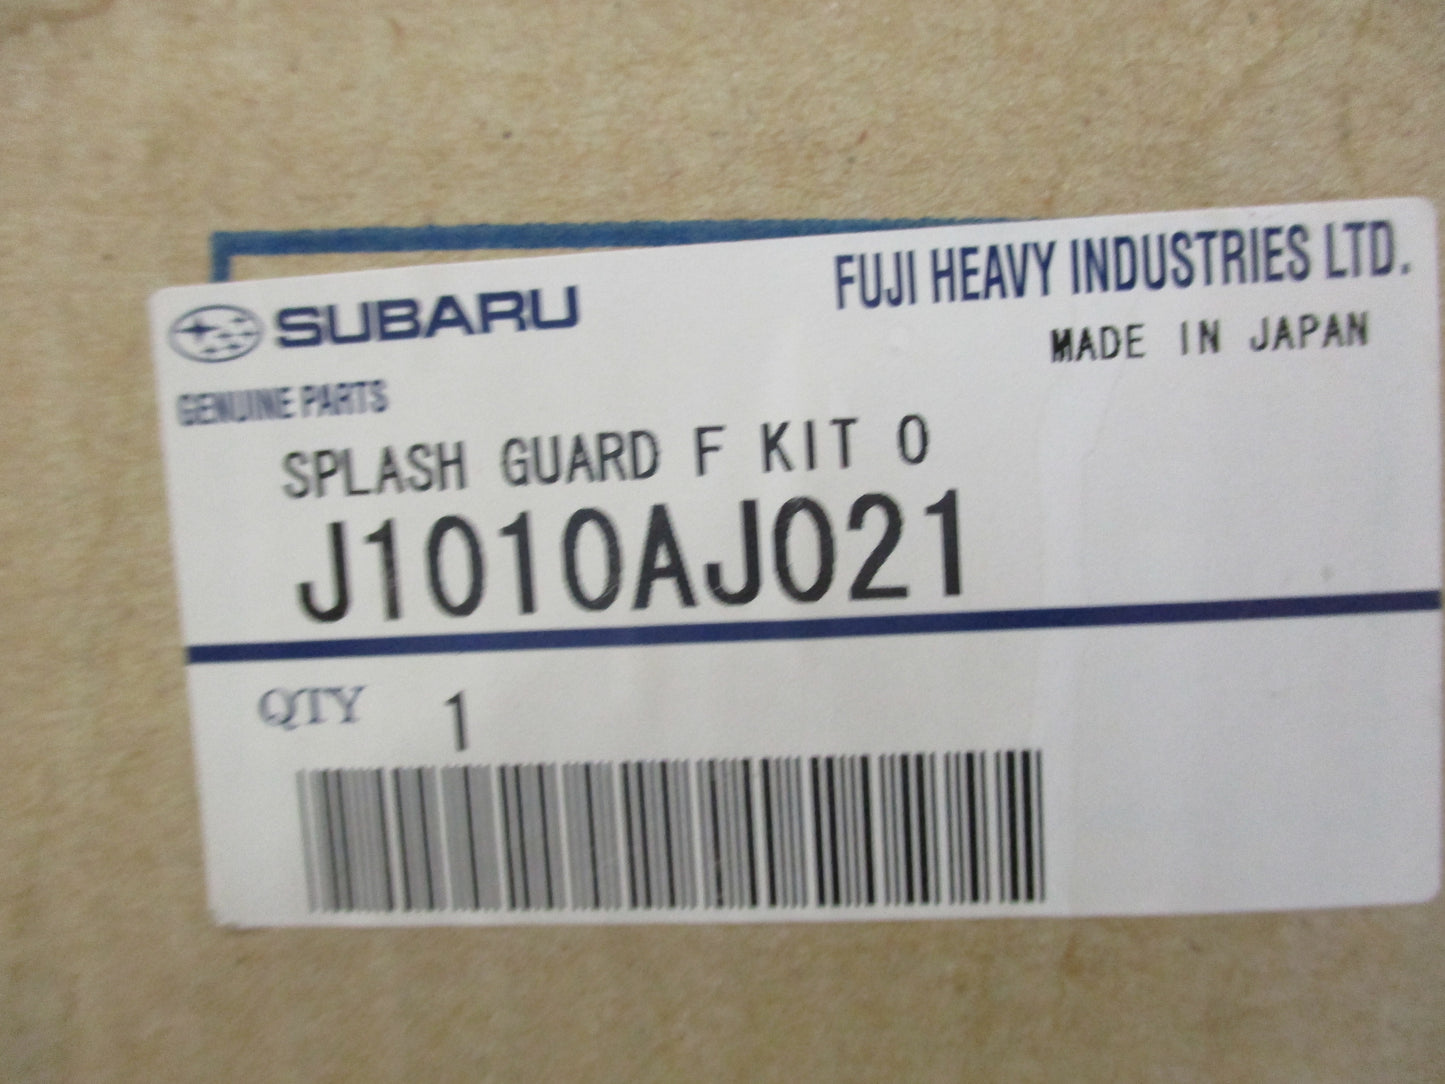 SUBARU
FUJI HEAVY INDUSTRIES LTD.
MADE IN JAPAN
GENUINE PARTS
SPLASH GUARD F KIT O
J1010AJ021
QTY 1